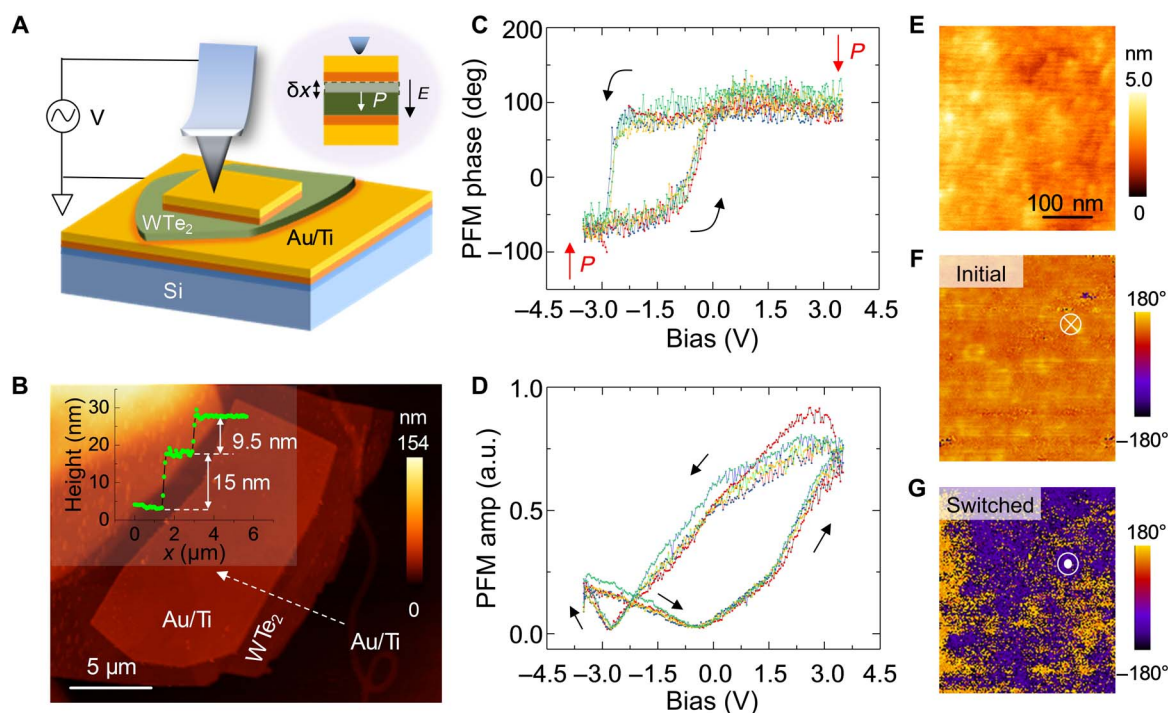 A
V
δx
P
E
WTe2
Au/Ti
Si
B
Height (nm)
30
20
10
0
9.5 nm
15 nm
0 2 4 6
x (µm)
nm
154
0
Au/Ti
WTe2
Au/Ti
5 µm
C
PFM phase (deg)
200
100
0
−100
P
P
−4.5 −3.0 −1.5 0.0 1.5 3.0 4.5
Bias (V)
D
PFM amp (a.u.)
1.0
0.5
0.0
−4.5 −3.0 −1.5 0.0 1.5 3.0 4.5
Bias (V)
E
nm
5.0
0
100 nm
F
Initial
180°
−180°
G
Switched
180°
−180°